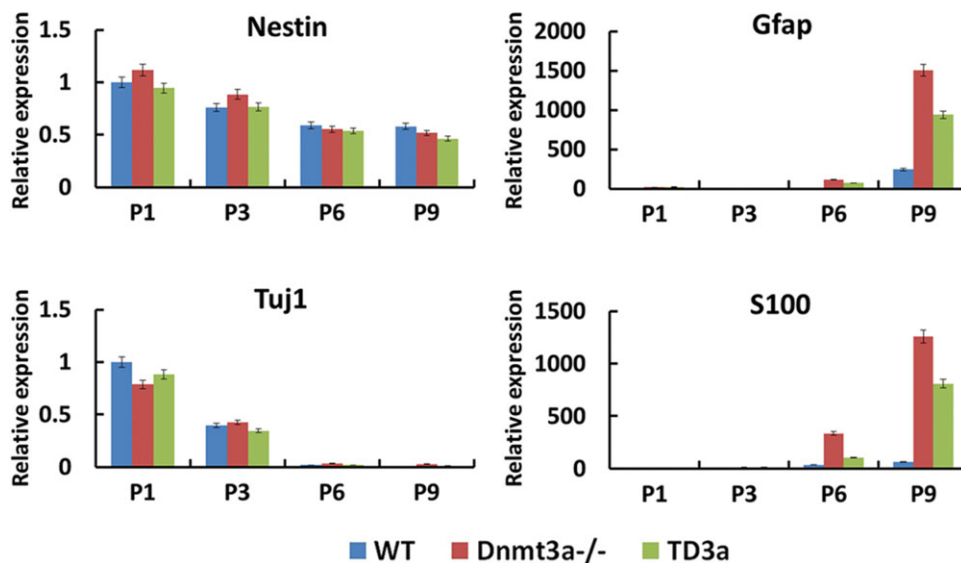 Nestin
Relative expression
1.5
1
0.5
0
P1 P3 P6 P9
Gfap
Relative expression
2000
1500
1000
500
0
P1 P3 P6 P9
Tuj1
Relative expression
1.5
1
0.5
0
P1 P3 P6 P9
S100
Relative expression
1500
1000
500
0
P1 P3 P6 P9
WT Dnmt3a-/- TD3a